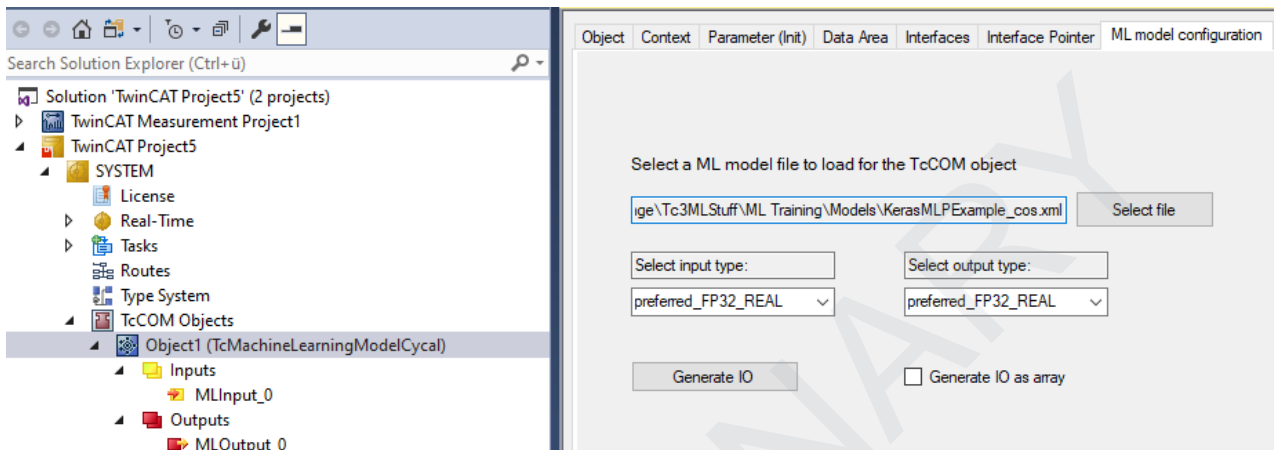 Search Solution Explorer (Ctrl+ü)
Solution 'TwinCAT Project5' (2 projects)
TwinCAT Measurement Project1
TwinCAT Project5
SYSTEM
License
Real-Time
Tasks
Routes
Type System
TcCOM Objects
Object1 (TcMachineLearningModelCycal)
Inputs
MLInput_0
Outputs
MLOutput_0
Object Context Parameter (Init) Data Area Interfaces Interface Pointer ML model configuration
Select a ML model file to load for the TcCOM object
ıge\Tc3MLStuff\ML Training\Models\KerasMLPExample_cos.xml Select file
Select input type: Select output type:
preferred_FP32_REAL preferred_FP32_REAL
Generate IO Generate IO as array
NARY